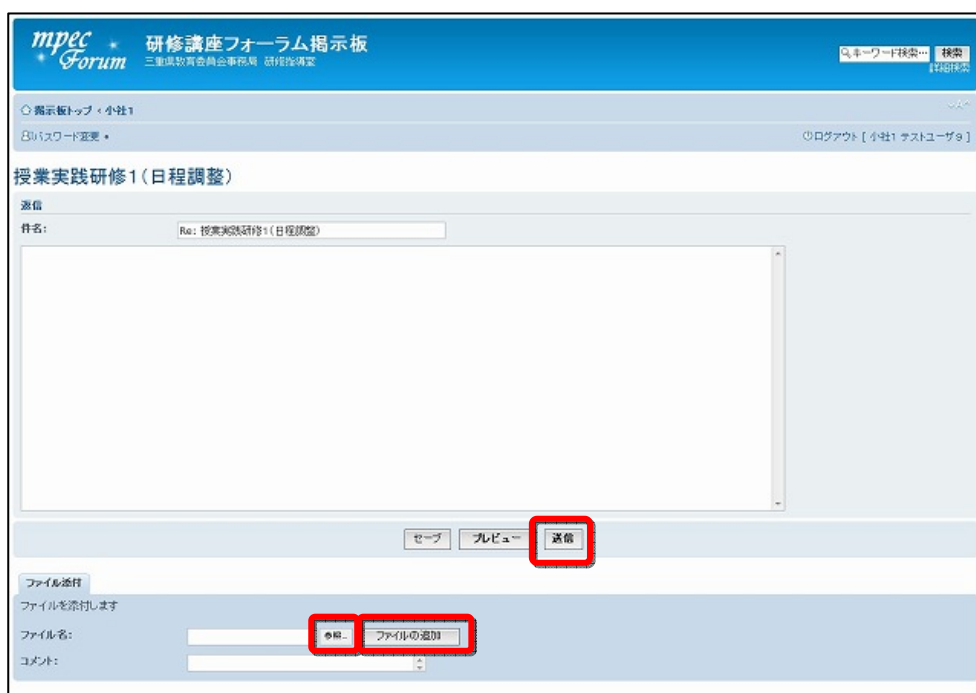 mpec Forum
研修講座フォーラム掲示板
三重県教育委員会事務局 研修指導室
キーワード検索… 検索
詳細検索
掲示板トップ ‹ 小社1
パスワード変更
ログアウト [ 小社1 テストユーザ9 ]
授業実践研修1(日程調整)
返信
件名: Re: 授業実践研修1(日程調整)
セーブ プレビュー 送信
ファイル添付
ファイルを添付します
ファイル名: 参照... ファイルの追加
コメント: